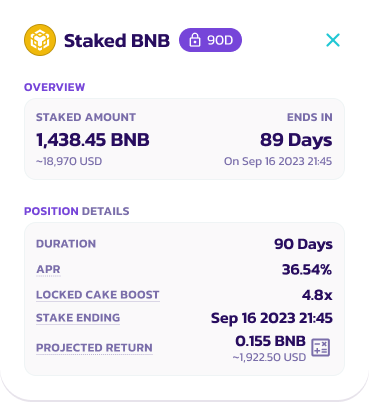 Staked BNB 90D
OVERVIEW
STAKED AMOUNT ENDS IN
1,438.45 BNB 89 Days
~18,970 USD On Sep 16 2023 21:45
POSITION DETAILS
DURATION 90 Days
APR 36.54%
LOCKED CAKE BOOST 4.8x
STAKE ENDING Sep 16 2023 21:45
PROJECTED RETURN 0.155 BNB
~1,922.50 USD